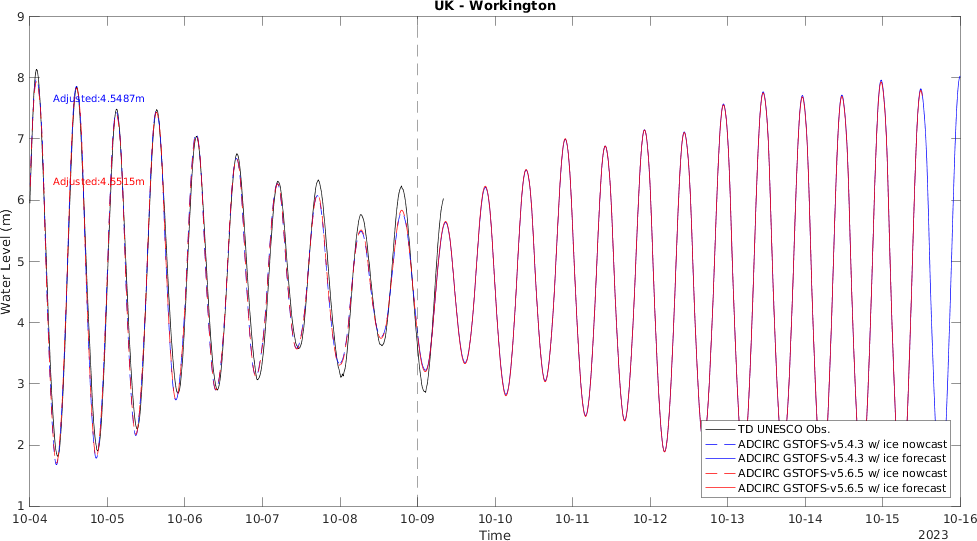 UK - Workington
9
8
7
6
5
4
3
2
1
Water Level (m)
Adjusted:4.5487m
Adjusted:4.5515m
TD UNESCO Obs.
ADCIRC GSTOFS-v5.4.3 w/ ice nowcast
ADCIRC GSTOFS-v5.4.3 w/ ice forecast
ADCIRC GSTOFS-v5.6.5 w/ ice nowcast
ADCIRC GSTOFS-v5.6.5 w/ ice forecast
10-04 10-05 10-06 10-07 10-08 10-09 10-10 10-11 10-12 10-13 10-14 10-15 10-16
Time
2023